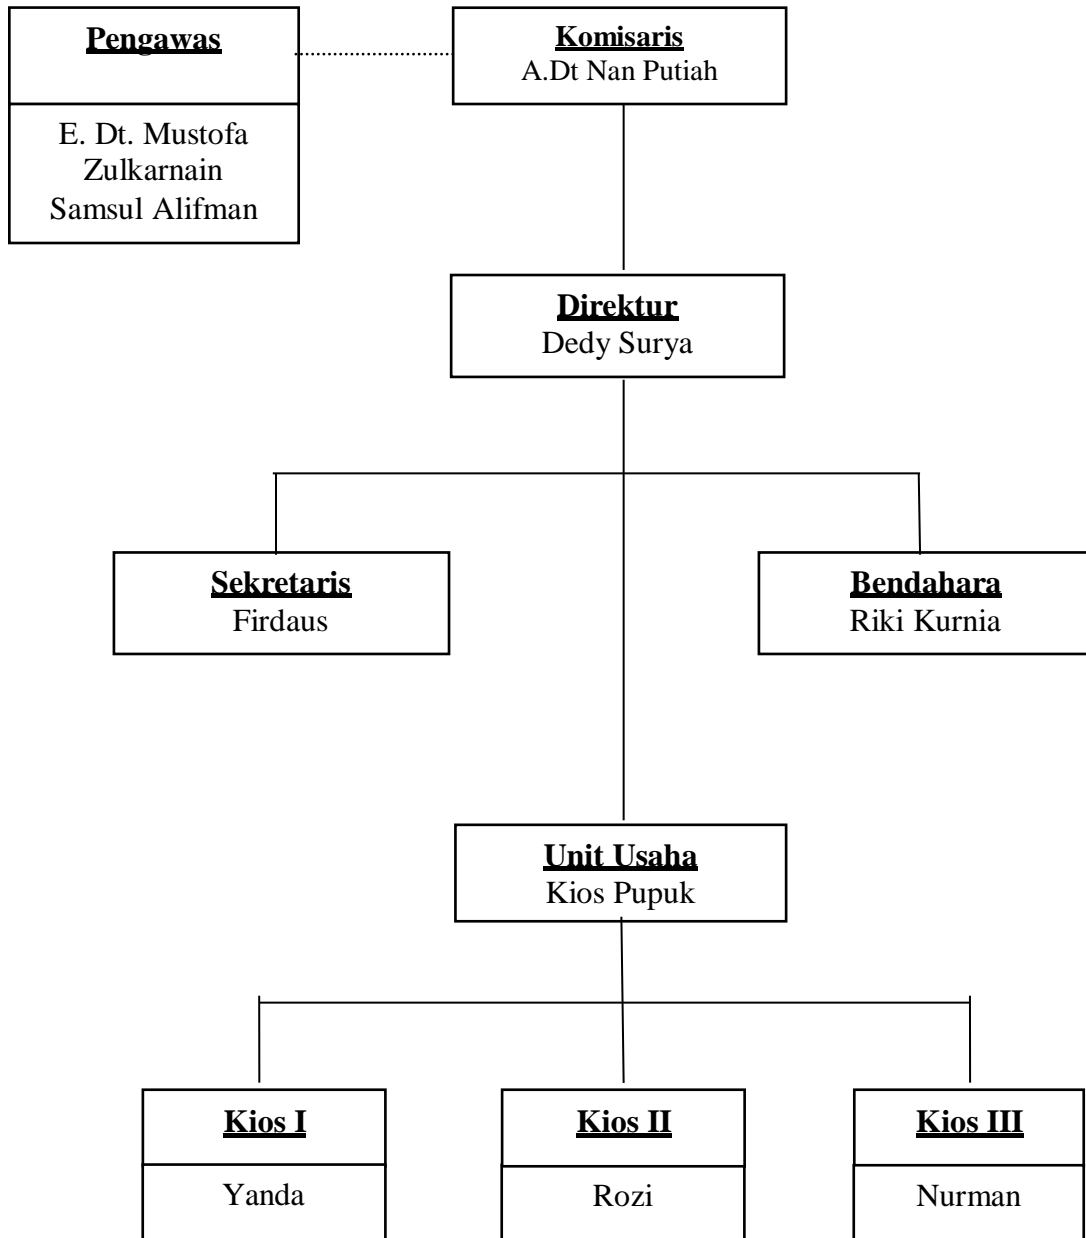 Pengawas
E. Dt. Mustofa
Zulkarnain
Samsul Alifman
Komisaris
A.Dt Nan Putiah
Direktur
Dedy Surya
Sekretaris
Firdaus
Bendahara
Riki Kurnia
Unit Usaha
Kios Pupuk
Kios I
Yanda
Kios II
Rozi
Kios III
Nurman